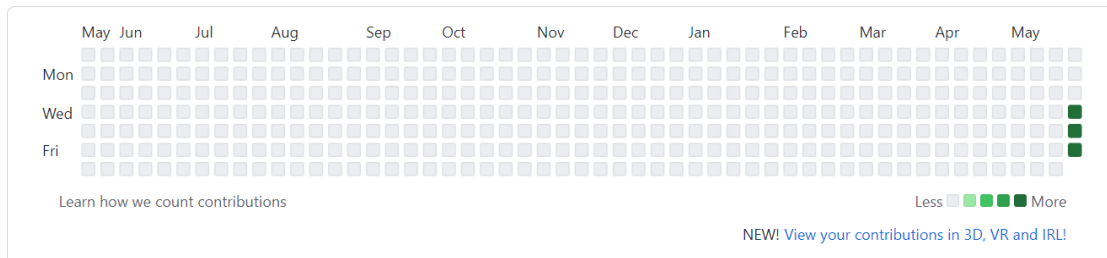 May Jun Jul Aug Sep Oct Nov Dec Jan Feb Mar Apr May
Mon
Wed
Fri
Learn how we count contributions
Less More
NEW! View your contributions in 3D, VR and IRL!